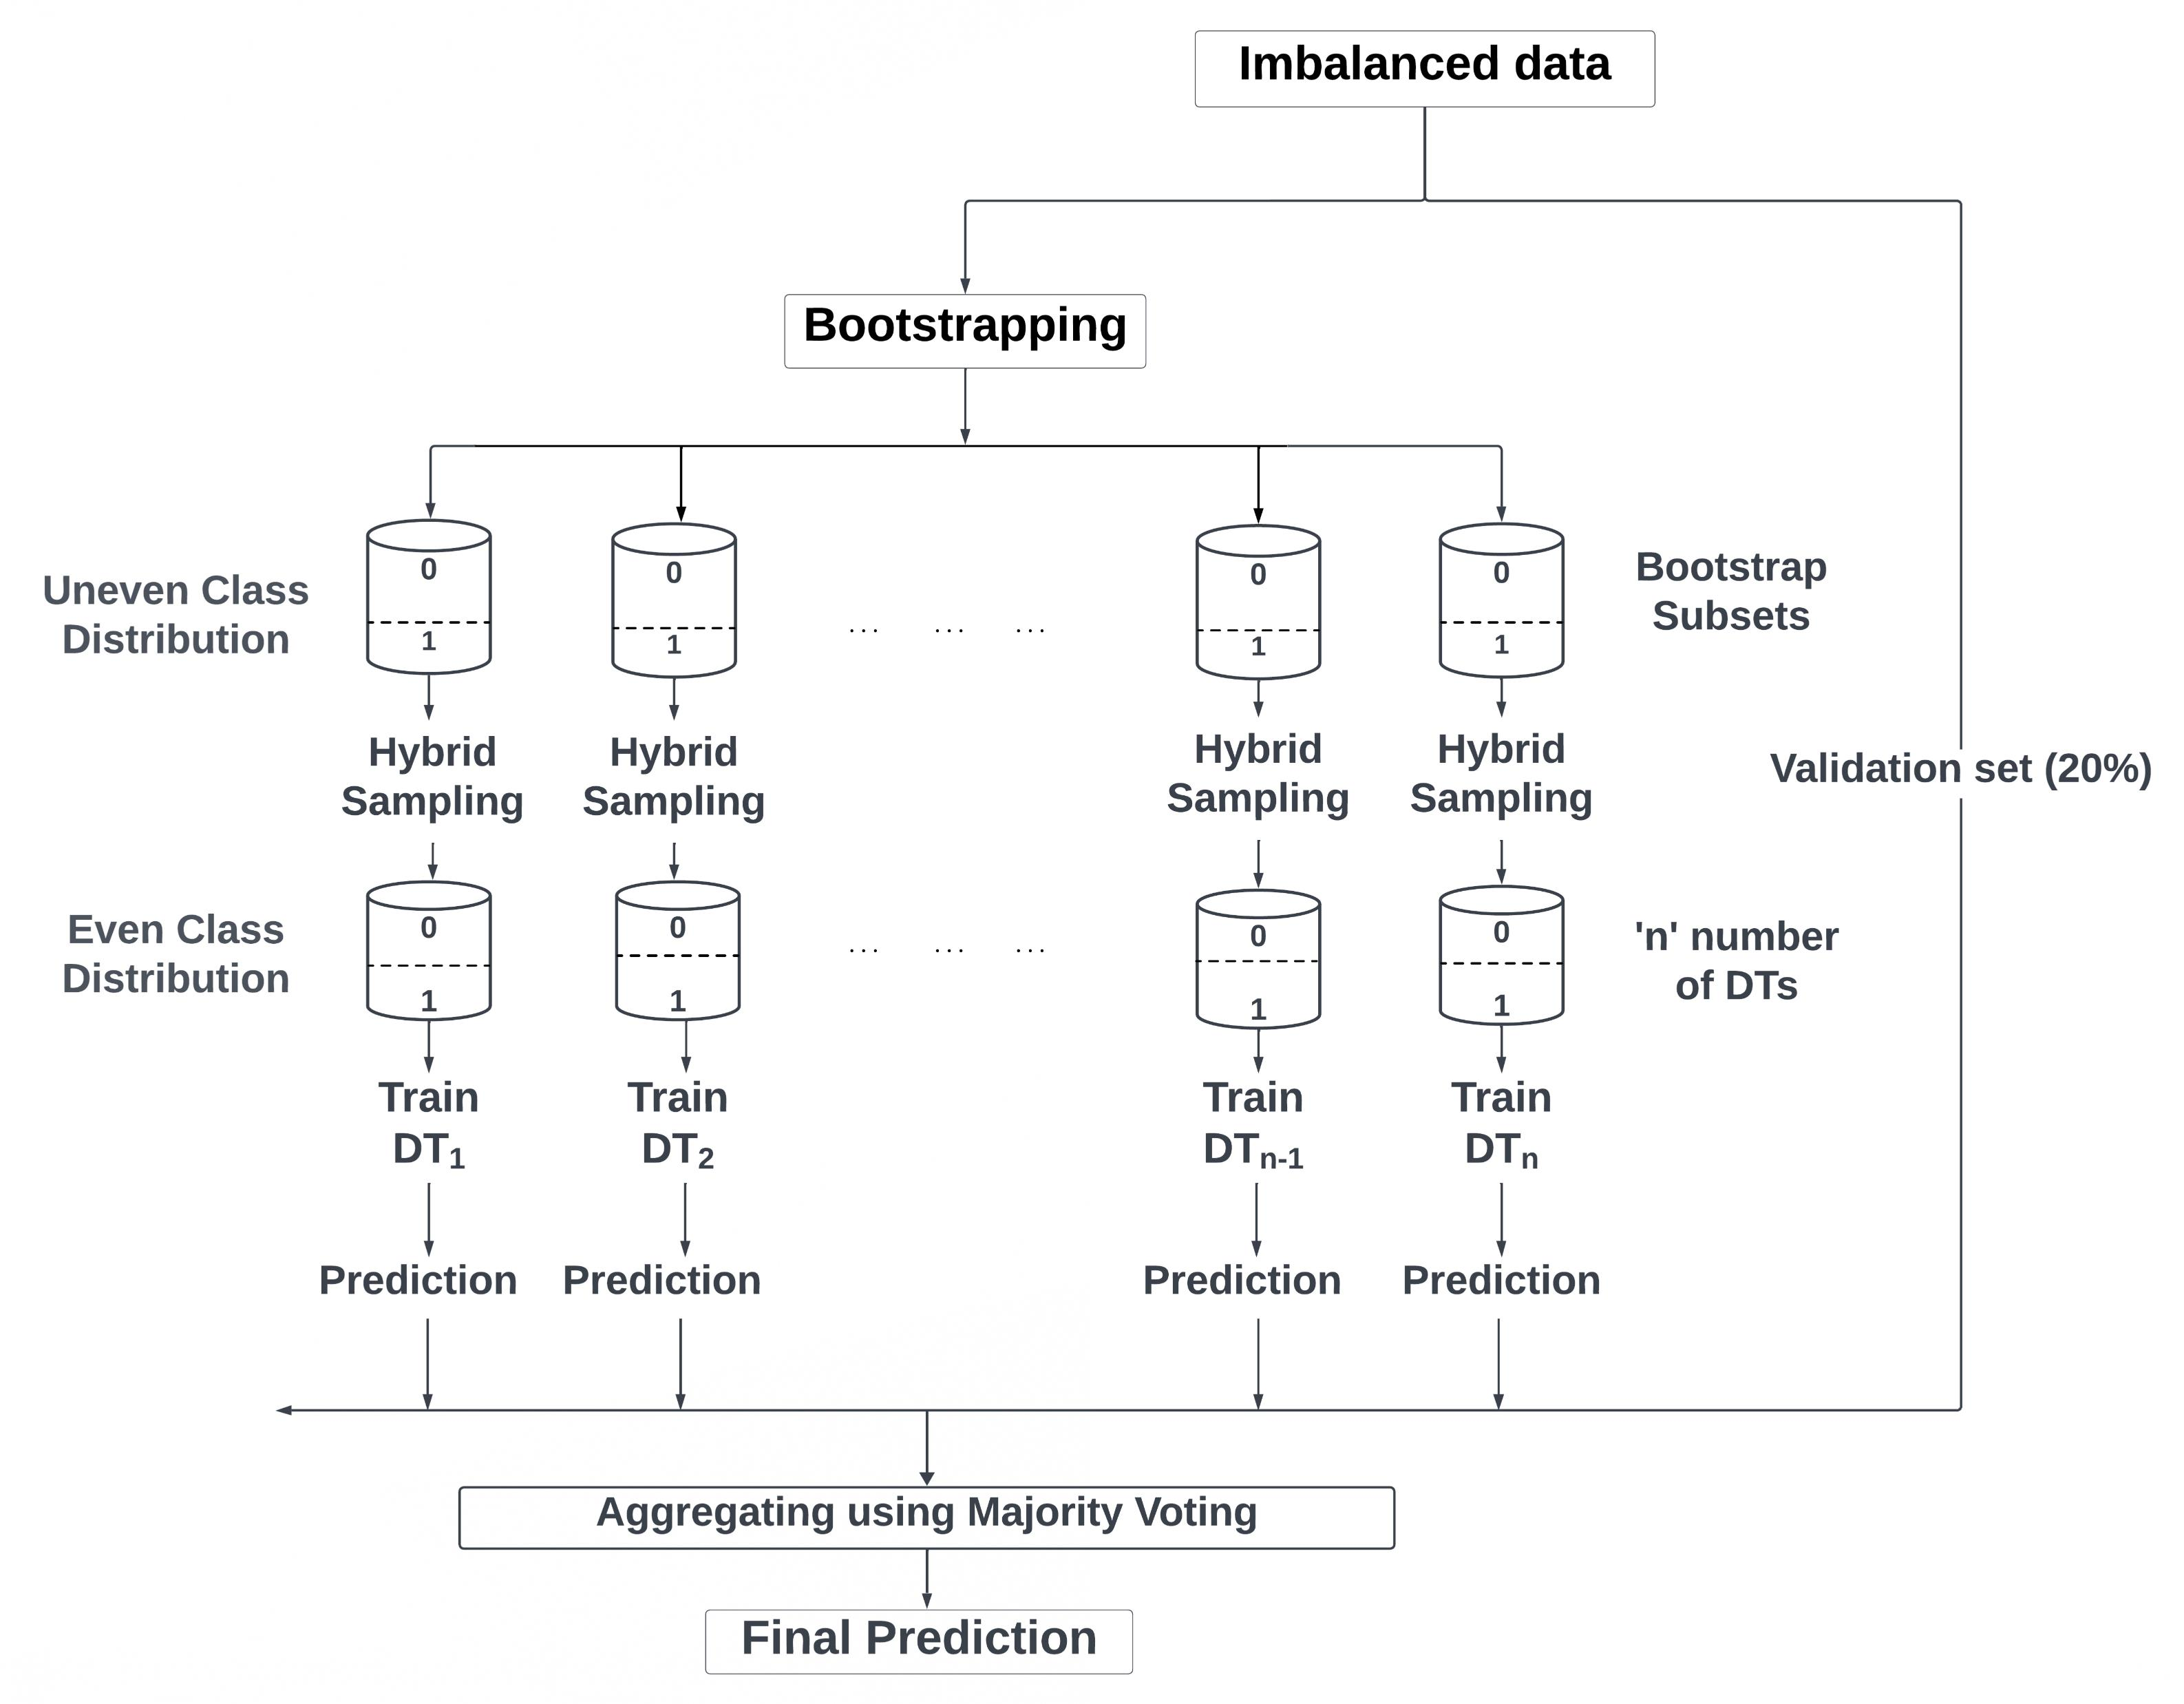 Imbalanced data
Bootstrapping
Uneven Class
Distribution
0
1
0
1
... ... ...
0
1
0
1
Bootstrap
Subsets
Hybrid
Sampling
Hybrid
Sampling
Hybrid
Sampling
Hybrid
Sampling
Validation set (20%)
Even Class
Distribution
0
1
0
1
... ... ...
0
1
0
1
'n' number
of DTs
Train
DT₁
Train
DT₂
Train
DTₙ₋₁
Train
DTₙ
Prediction
Prediction
Prediction
Prediction
Aggregating using Majority Voting
Final Prediction